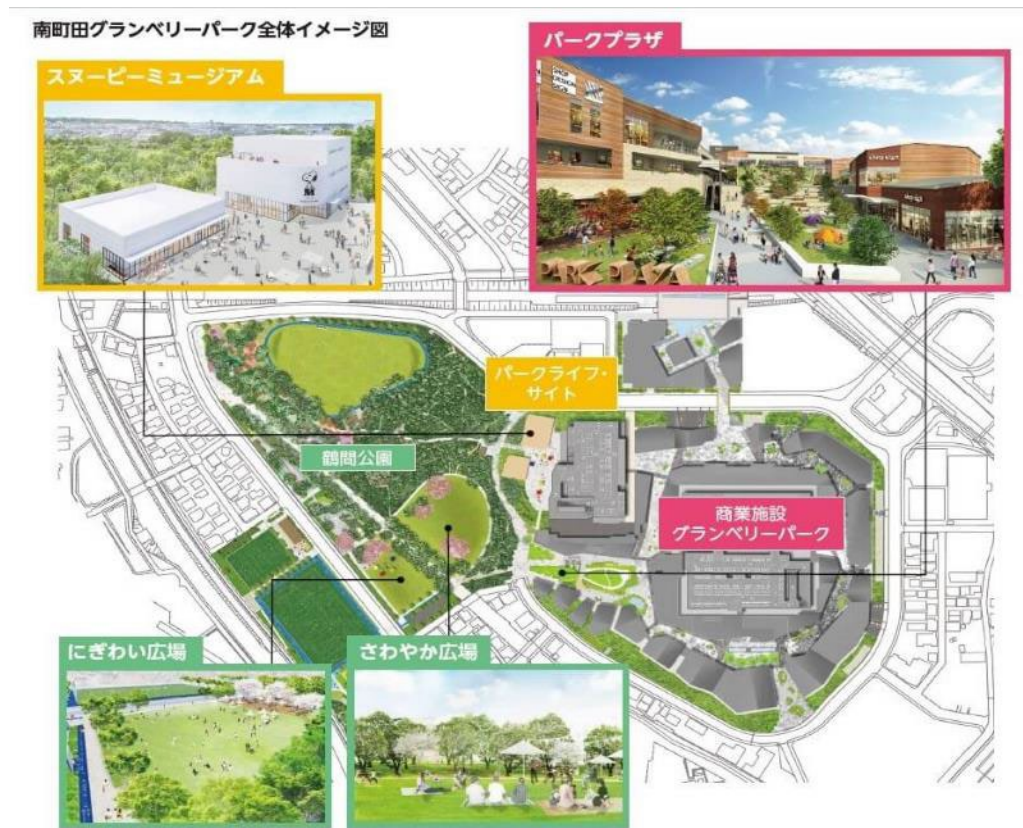 南町田グランベリーパーク全体イメージ図
スヌーピーミュージアム
パークプラザ
SHOP
DESIGN
SIGN
PARK PLAZA
パークライフ・
サイト
鶴間公園
商業施設
グランベリーパーク
にぎわい広場
さわやか広場